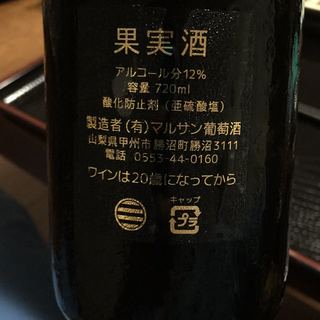 果実酒
アルコール分12%
容量 720ml
酸化防止剤（亜硫酸塩）
製造者（有）マルサン葡萄酒
山梨県甲州市勝沼町勝沼3111
電話 0553-44-0160
ワインは20歳になってから
キャップ
プラ